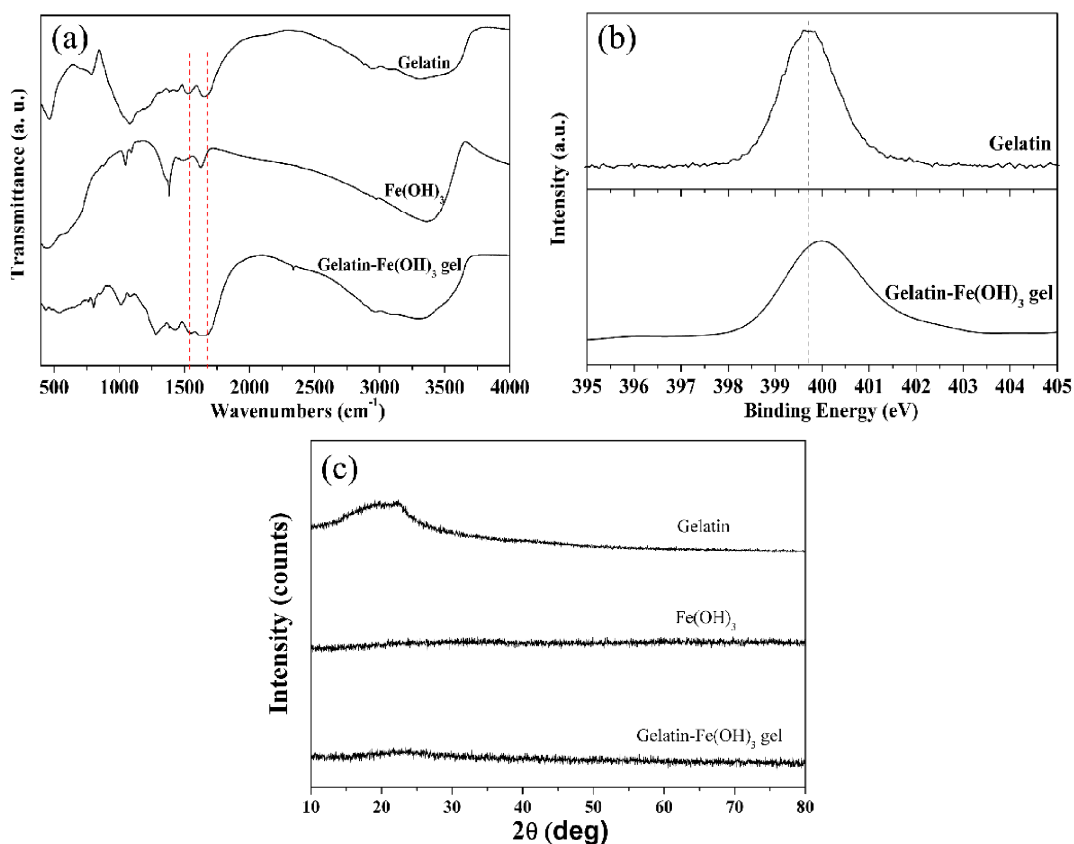 (a)
Gelatin
Fe(OH)3
Gelatin-Fe(OH)3 gel
Transmittance (a. u.)
500 1000 1500 2000 2500 3000 3500 4000
Wavenumbers (cm-1)
(b)
Gelatin
Gelatin-Fe(OH)3 gel
Intensity (a.u.)
395 396 397 398 399 400 401 402 403 404 405
Binding Energy (eV)
(c)
Gelatin
Fe(OH)3
Gelatin-Fe(OH)3 gel
Intensity (counts)
10 20 30 40 50 60 70 80
2θ (deg)